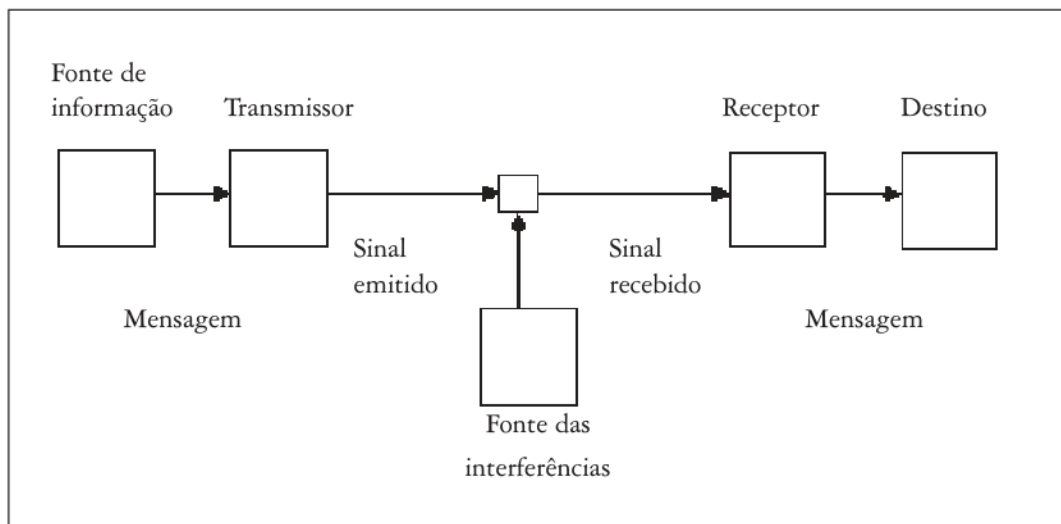 Fonte de
informação
Transmissor
Receptor
Destino
Sinal
emitido
Sinal
recebido
Mensagem
Mensagem
Fonte das
interferências